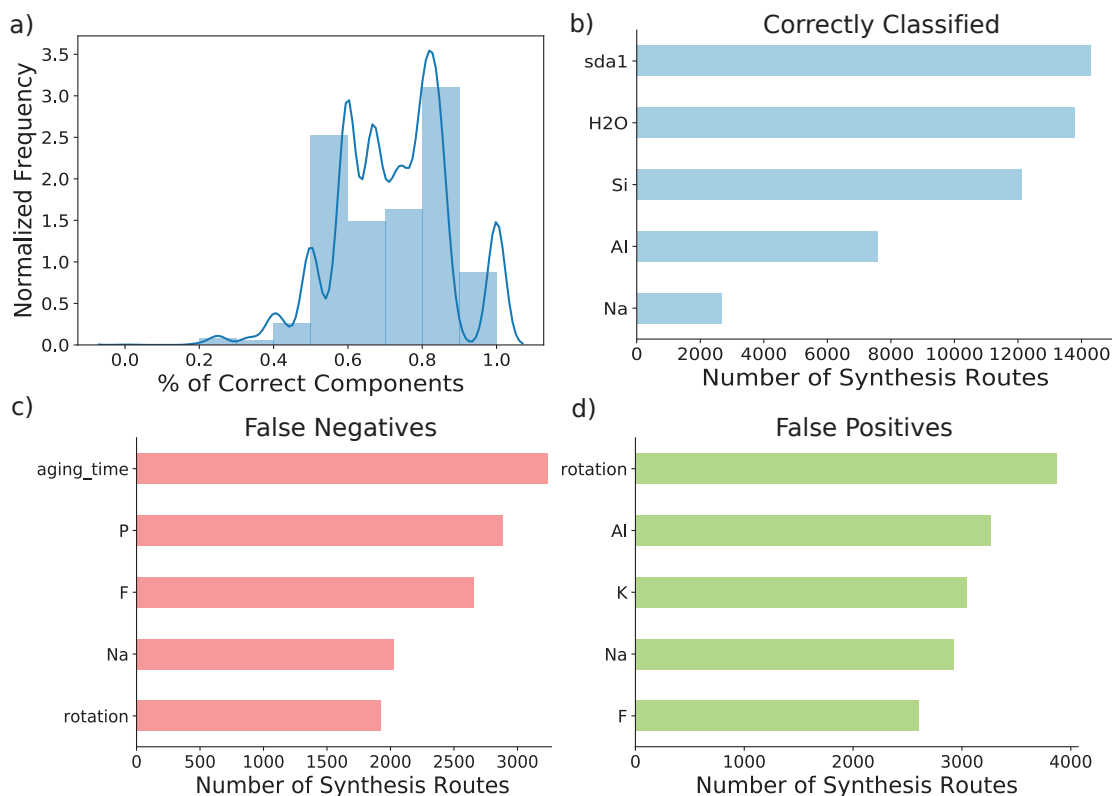 a)
3.5
3.0
2.5
2.0
1.5
1.0
0.5
0.0
Normalized Frequency
0.0 0.2 0.4 0.6 0.8 1.0
% of Correct Components
b)
Correctly Classified
sda1
H2O
Si
Al
Na
0 2000 4000 6000 8000 10000 12000 14000
Number of Synthesis Routes
c)
False Negatives
aging_time
P
F
Na
rotation
0 500 1000 1500 2000 2500 3000
Number of Synthesis Routes
d)
False Positives
rotation
Al
K
Na
F
0 1000 2000 3000 4000
Number of Synthesis Routes